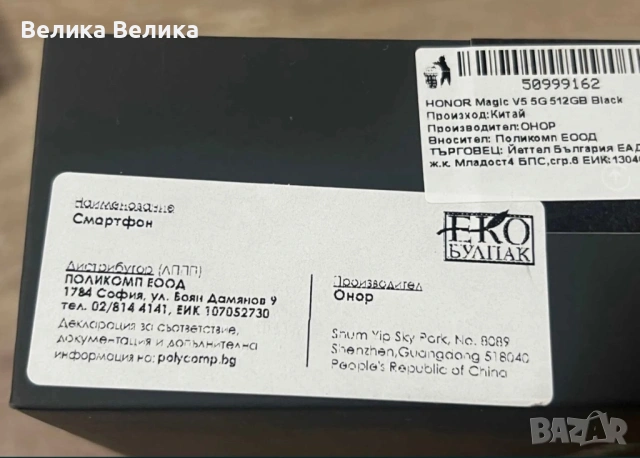 Велика Велика
50999162
HONOR Magic V5 5G 512GB Black
Произход:Китай
Производител:ОНОР
Вносител: Поликомп ЕООД
ТЪРГОВЕЦ: Йеттел България ЕАД
ж.к. Младост4 БПС,сгр.6 ЕИК:1304
Наименование
Смартфон
ЕКО
БУЛПАК
Дистрибутор (ЛППП)
ПОЛИКОМП ЕООД
1784 София, ул. Боян Дамянов 9
тел. 02/814 4141, ЕИК 107052730
Декларация за съответствие,
документация и допълнителна
информация на: polycomp.bg
Производител
Онор
Shum Yip Sky Park, No. 8089
Shenzhen, Guangdong 518040
People's Republic of China
BAZAR